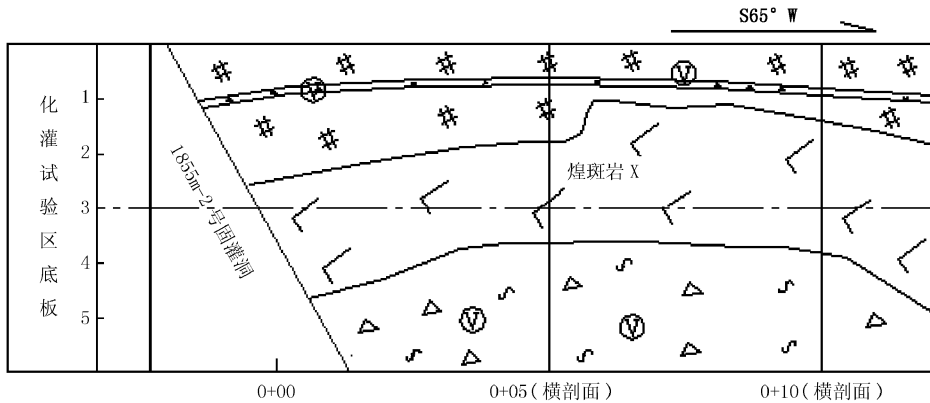 S65° W
化灌试验区底板
1
2
3
4
5
1855m-2号固灌洞
煌斑岩 X
V
V
V
V
0+00
0+05(横剖面)
0+10(横剖面)